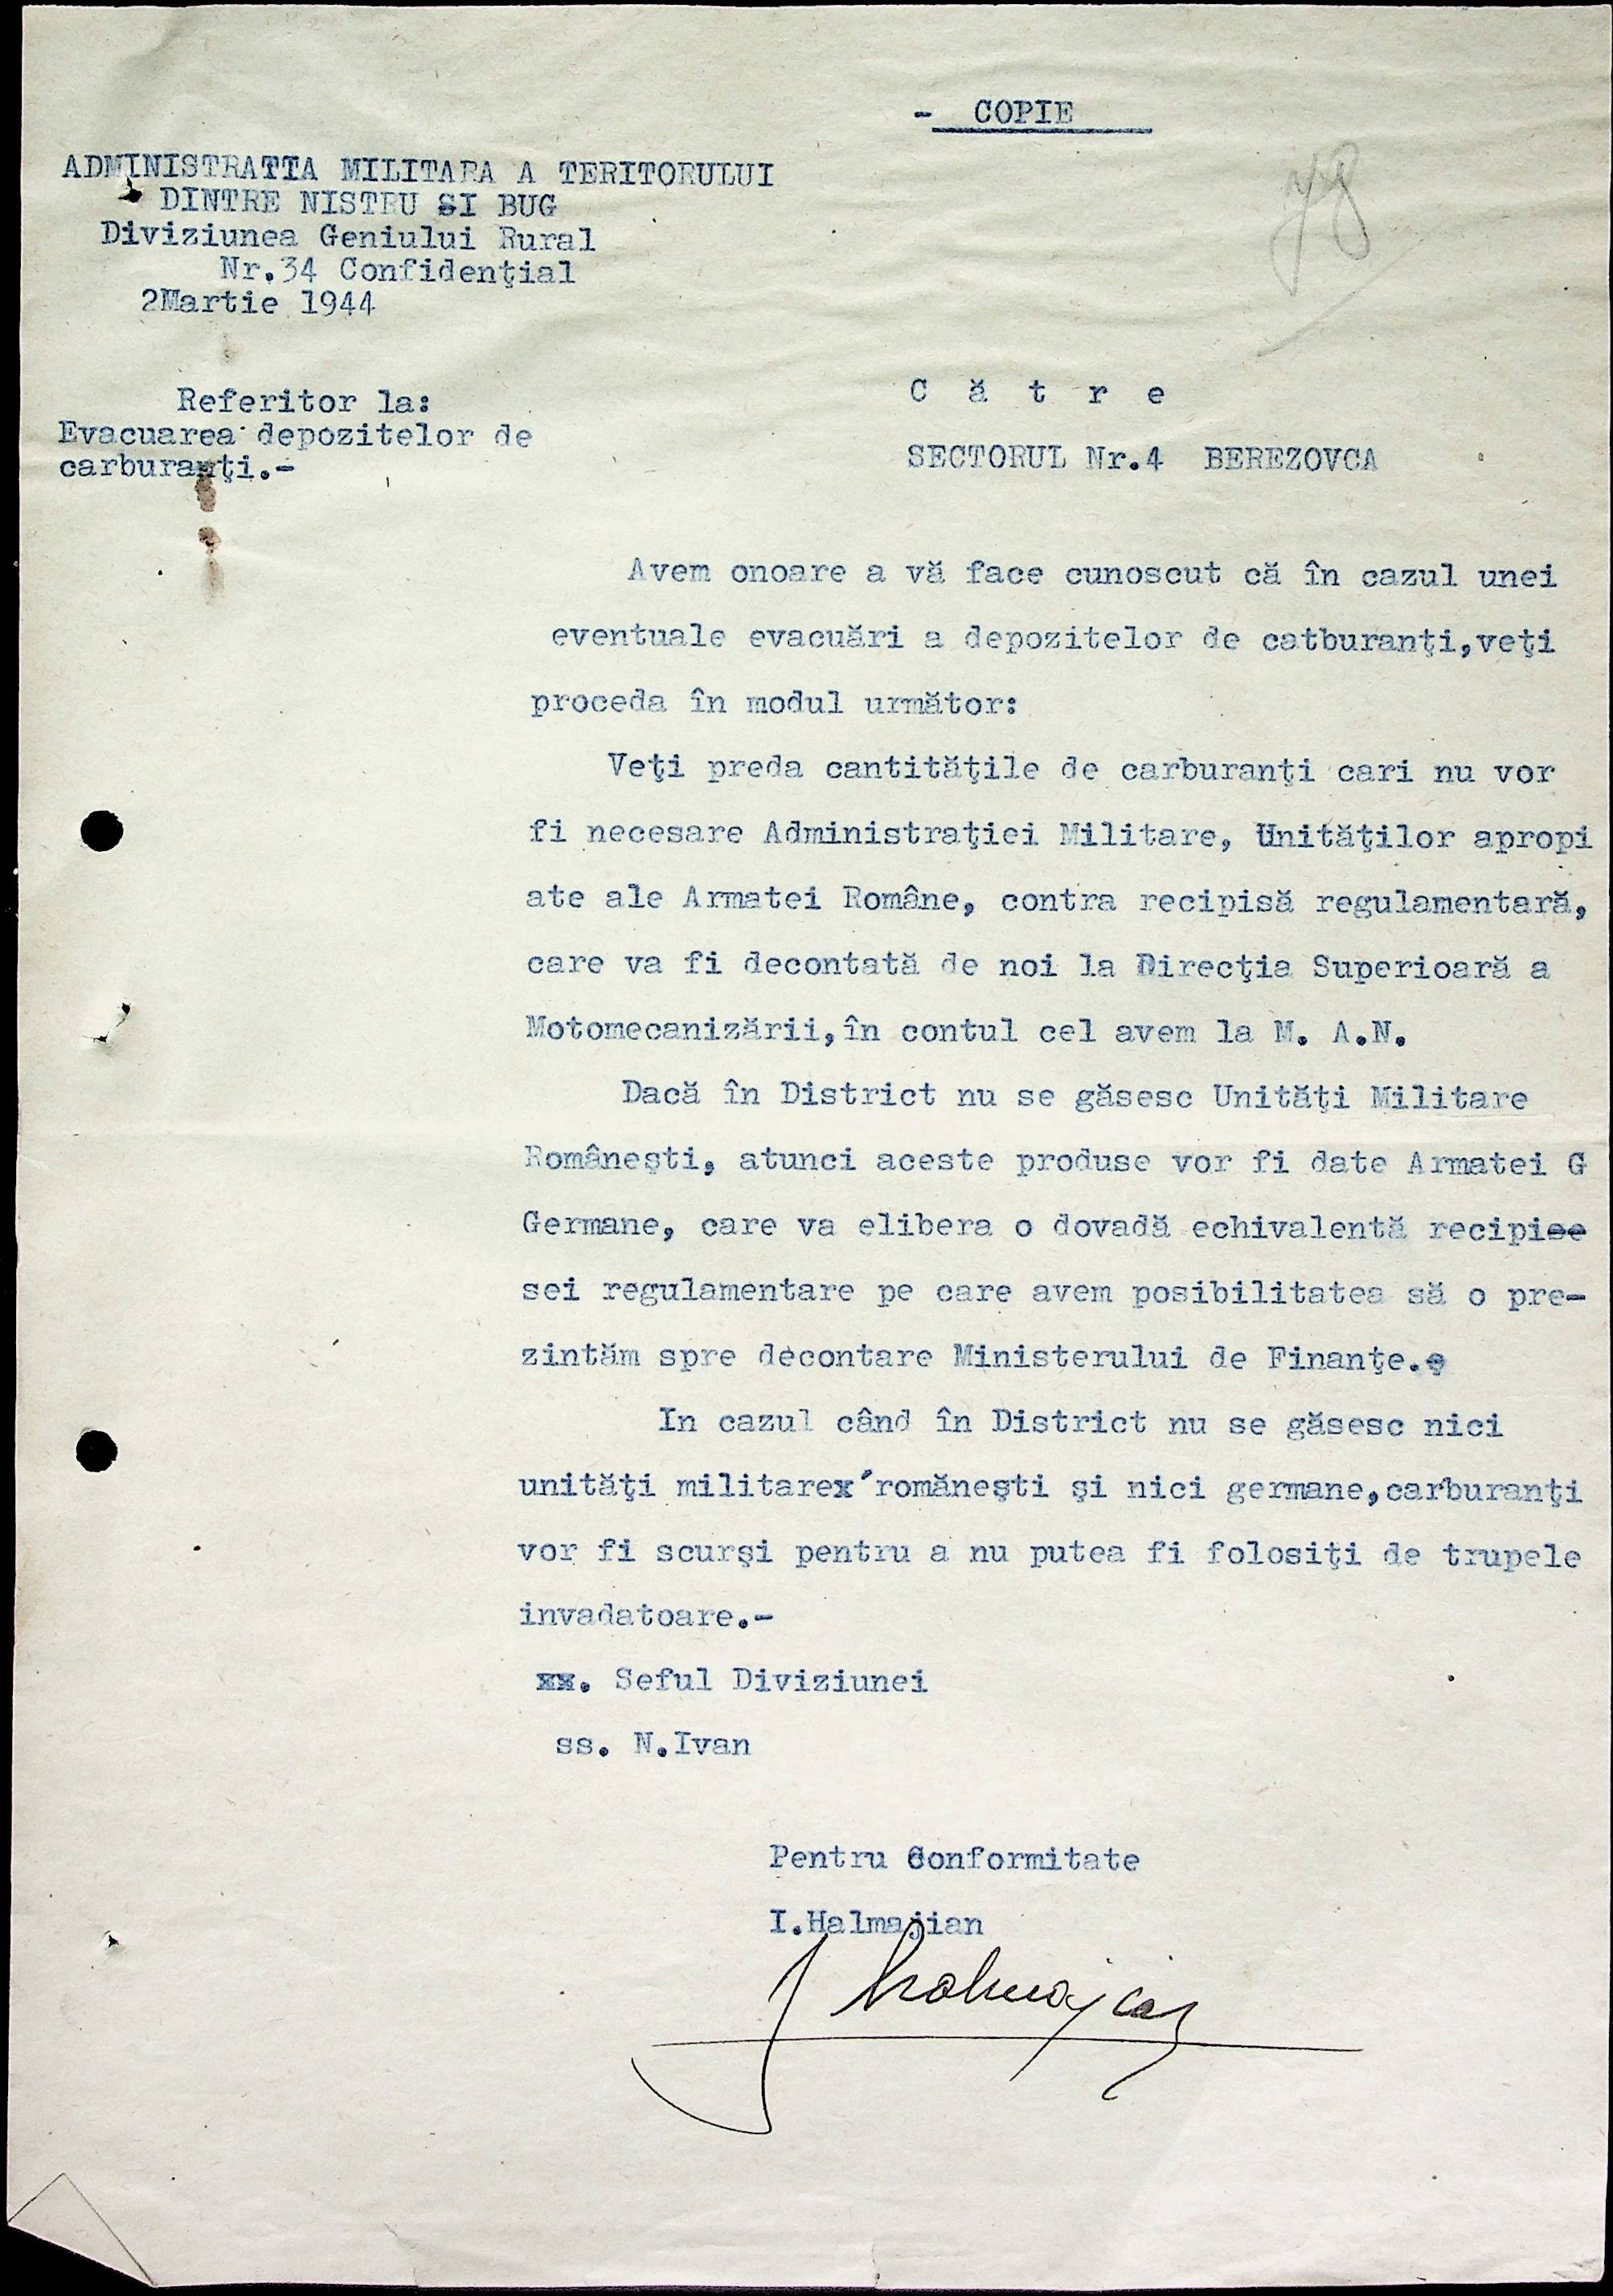 - COPIE
ADMINISTRATTA MILITARA A TERITORULUI
DINTRE NISTRU SI BUG
Diviziunea Geniului Rural
Nr.34 Confidenţial
2Martie 1944
Referitor la:
Evacuarea depozitelor de
carburanţi.-
C ă t r e
SECTORUL Nr.4 BEREZOVCA
Avem onoare a vă face cunoscut că în cazul unei
eventuale evacuări a depozitelor de catburanţi,veţi
proceda în modul următor:
Veţi preda cantităţile de carburanţi cari nu vor
fi necesare Administraţiei Militare, Unităţilor apropi
ate ale Armatei Române, contra recipisă regulamentară,
care va fi decontată de noi la Direcţia Superioară a
Motomecanizării,în contul cel avem la M. A.N.
Dacă în District nu se găsesc Unităţi Militare
Româneşti, atunci aceste produse vor fi date Armatei G
Germane, care va elibera o dovadă echivalentă recipise
sei regulamentare pe care avem posibilitatea să o pre-
zintăm spre decontare Ministerului de Finanţe.
In cazul când în District nu se găsesc nici
unităţi militarex româneşti şi nici germane,carburanţi
vor fi scurşi pentru a nu putea fi folosiţi de trupele
invadatoare.-
xx. Seful Diviziunei
ss. N.Ivan
Pentru Conformitate
I.Halmajian
I Halmajian